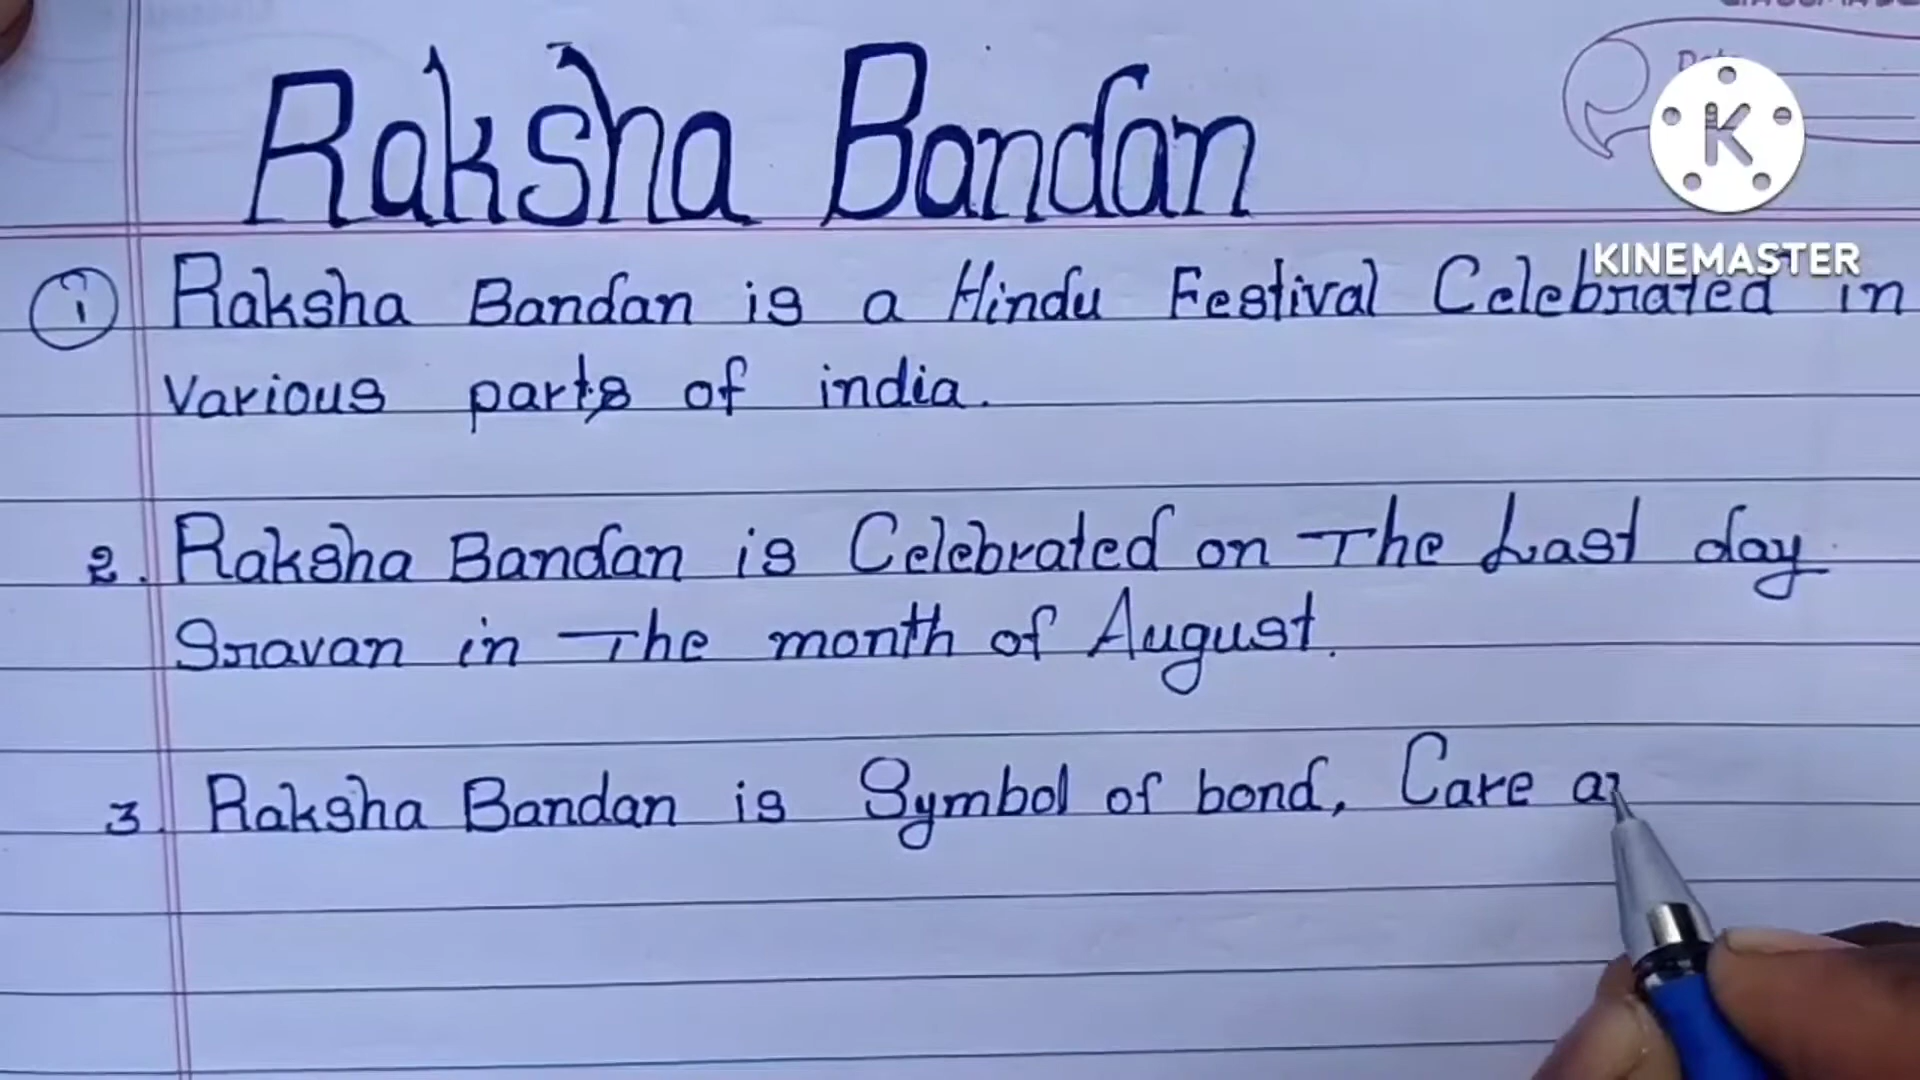 Raksha Bandan
Date
K
KINEMASTER
1 Raksha Bandan is a Hindu Festival Celebrated in
Various parts of india.
2. Raksha Bandan is Celebrated on The Last day
Sravan in The month of August.
3. Raksha Bandan is Symbol of bond, Care